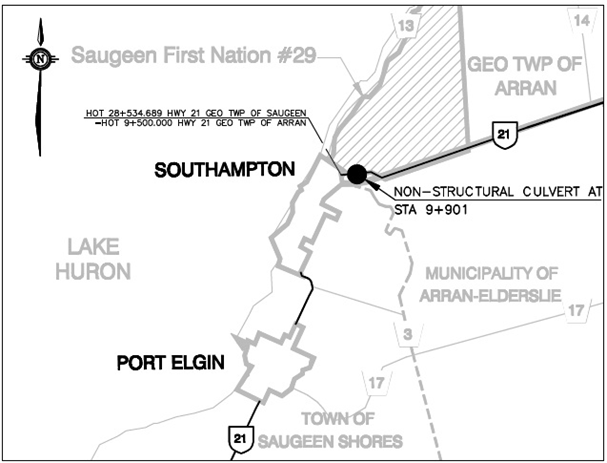 13
14
N
Saugeen First Nation #29
GEO TWP OF
ARRAN
HOT 28+534.689 HWY 21 GEO TWP OF SAUGEEN
=HOT 9+500.000 HWY 21 GEO TWP OF ARRAN
21
SOUTHAMPTON
NON-STRUCTURAL CULVERT AT
STA 9+901
LAKE
HURON
MUNICIPALITY OF
ARRAN-ELDERSLIE
17
3
PORT ELGIN
17
TOWN OF
SAUGEEN SHORES
21